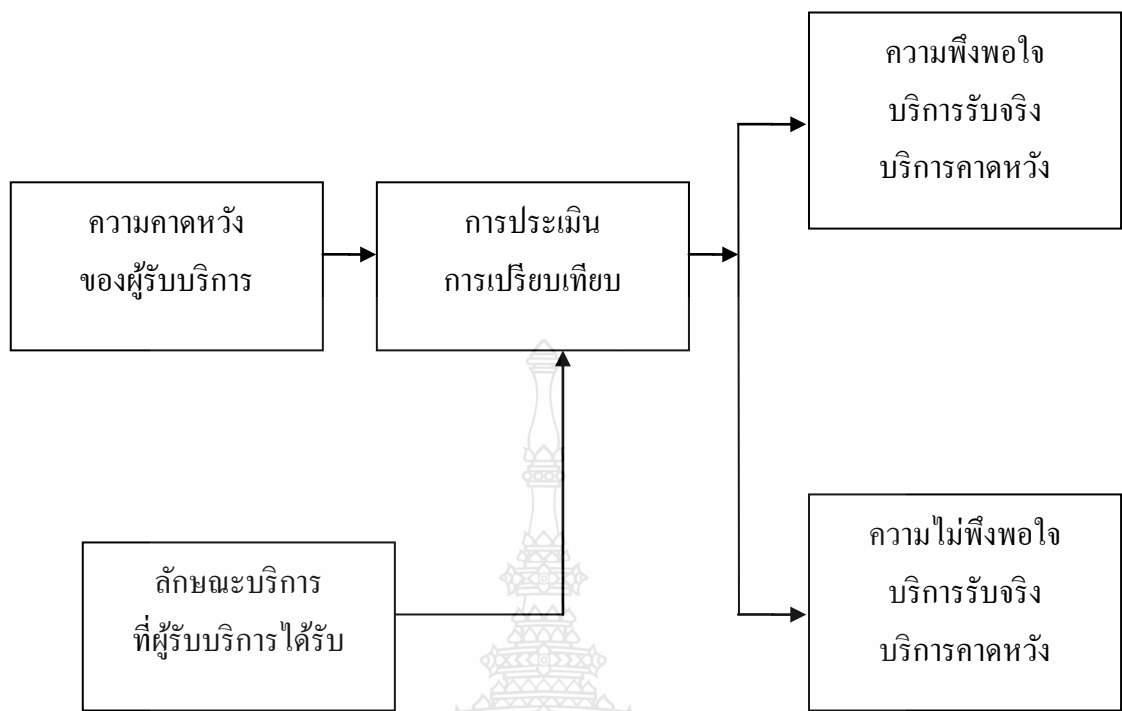 ความพึงพอใจ
บริการรับจริง
บริการคาดหวัง
ความคาดหวัง
ของผู้รับบริการ
การประเมิน
การเปรียบเทียบ
ลักษณะบริการ
ที่ผู้รับบริการได้รับ
ความไม่พึงพอใจ
บริการรับจริง
บริการคาดหวัง